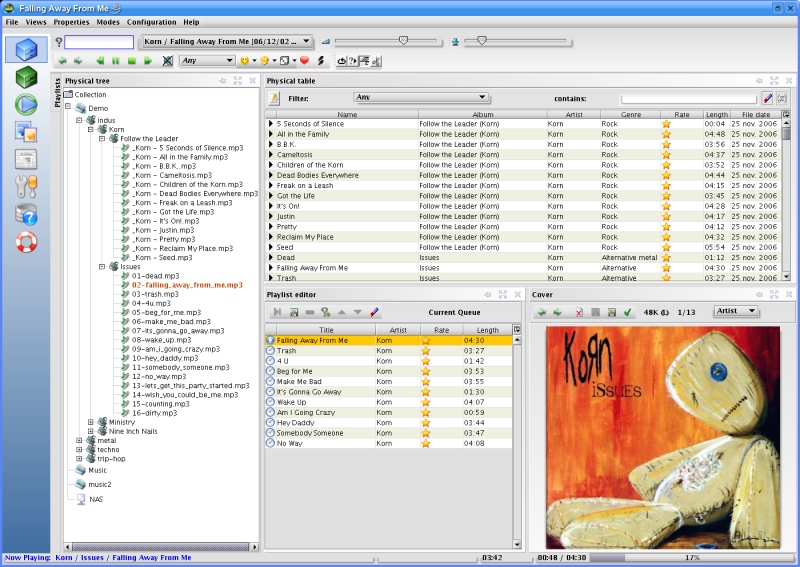 Falling Away From Me
File Views Properties Modes Configuration Help
Korn / Falling Away From Me [06/12/02 ...
Any
Playlists
Physical tree
Collection
Demo
indus
Korn
Follow the Leader
_Korn - 5 Seconds of Silence.mp3
_Korn - All in the Family.mp3
_Korn - B.B.K..mp3
_Korn - Cameltosis.mp3
_Korn - Children of the Korn.mp3
_Korn - Dead Bodies Everywhere.mp3
_Korn - Freak on a Leash.mp3
_Korn - Got the Life.mp3
_Korn - It's On!.mp3
_Korn - Justin.mp3
_Korn - Pretty.mp3
_Korn - Reclaim My Place.mp3
_Korn - Seed.mp3
Issues
01-dead.mp3
02-falling_away_from_me.mp3
03-trash.mp3
04-4u.mp3
05-beg_for_me.mp3
06-make_me_bad.mp3
07-its_gonna_go_away.mp3
08-wake_up.mp3
09-am_i_going_crazy.mp3
10-hey_daddy.mp3
11-somebody_someone.mp3
12-no_way.mp3
13-lets_get_this_party_started.mp3
14-wish_you_could_be_me.mp3
15-counting.mp3
16-dirty.mp3
Ministry
Nine Inch Nails
metal
techno
trip-hop
Music
music2
NAS
Physical table
Filter: Any contains:
Name Album Artist Genre Rate Length File date
5 Seconds of Silence Follow the Leader (Korn) Korn Rock 00:04 25 nov. 2006
All in the Family Follow the Leader (Korn) Korn Rock 04:48 25 nov. 2006
B.B.K. Follow the Leader (Korn) Korn Rock 03:56 25 nov. 2006
Cameltosis Follow the Leader (Korn) Korn Rock 04:37 25 nov. 2006
Children of the Korn Follow the Leader (Korn) Korn Rock 03:52 25 nov. 2006
Dead Bodies Everywhere Follow the Leader (Korn) Korn Rock 04:44 25 nov. 2006
Freak on a Leash Follow the Leader (Korn) Korn Rock 04:15 25 nov. 2006
Got the Life Follow the Leader (Korn) Korn Rock 03:45 25 nov. 2006
It's On! Follow the Leader (Korn) Korn Rock 04:28 25 nov. 2006
Justin Follow the Leader (Korn) Korn Rock 04:17 25 nov. 2006
Pretty Follow the Leader (Korn) Korn Rock 04:12 25 nov. 2006
Reclaim My Place Follow the Leader (Korn) Korn Rock 04:32 25 nov. 2006
Seed Follow the Leader (Korn) Korn Rock 05:54 25 nov. 2006
Dead Issues Korn Alternative metal 01:12 25 nov. 2006
Falling Away From Me Issues Korn Alternative 04:30 25 nov. 2006
Trash Issues Korn Alternative 03:27 25 nov. 2006
Playlist editor
Current Queue
Title Artist Rate Length
Falling Away From Me Korn 04:30
Trash Korn 03:27
4 U Korn 01:42
Beg for Me Korn 03:53
Make Me Bad Korn 03:55
It's Gonna Go Away Korn 01:30
Wake Up Korn 04:07
Am I Going Crazy Korn 00:59
Hey Daddy Korn 03:44
Somebody Someone Korn 03:47
No Way Korn 04:08
Cover
48K (L) 1/13 Artist
KoRn
iSSUES
Now Playing: Korn / Issues / Falling Away From Me
03:42
00:48 / 04:30 17%